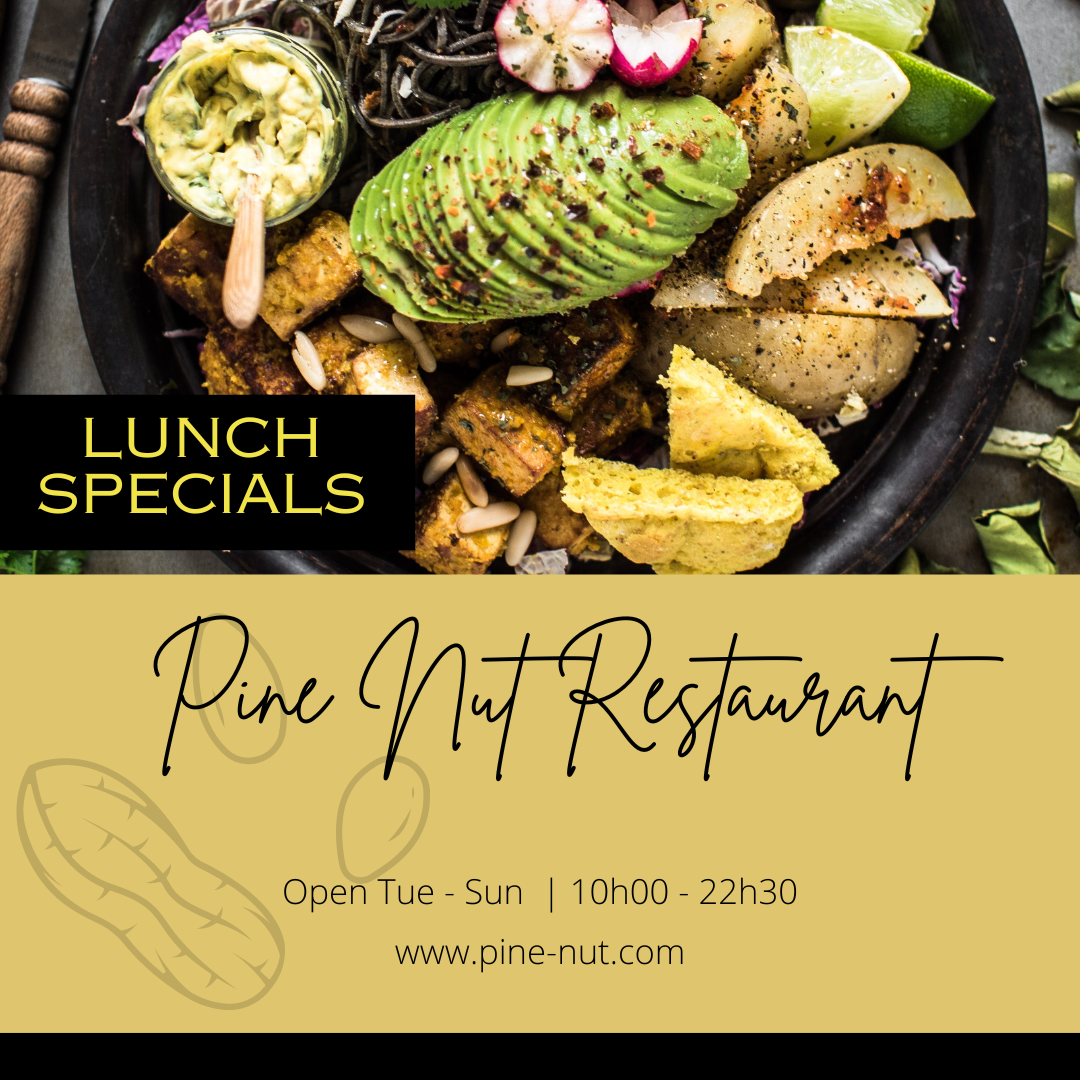 LUNCH
SPECIALS
Pine Nut Restaurant
Open Tue - Sun | 10h00 - 22h30
www.pine-nut.com